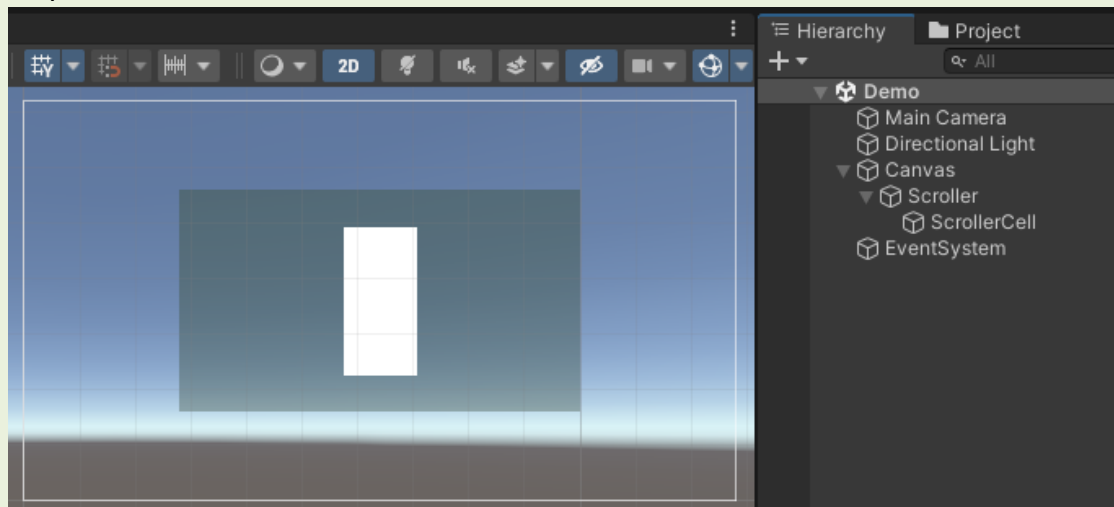 Hierarchy
Project
2D
All
Demo
Main Camera
Directional Light
Canvas
Scroller
ScrollerCell
EventSystem